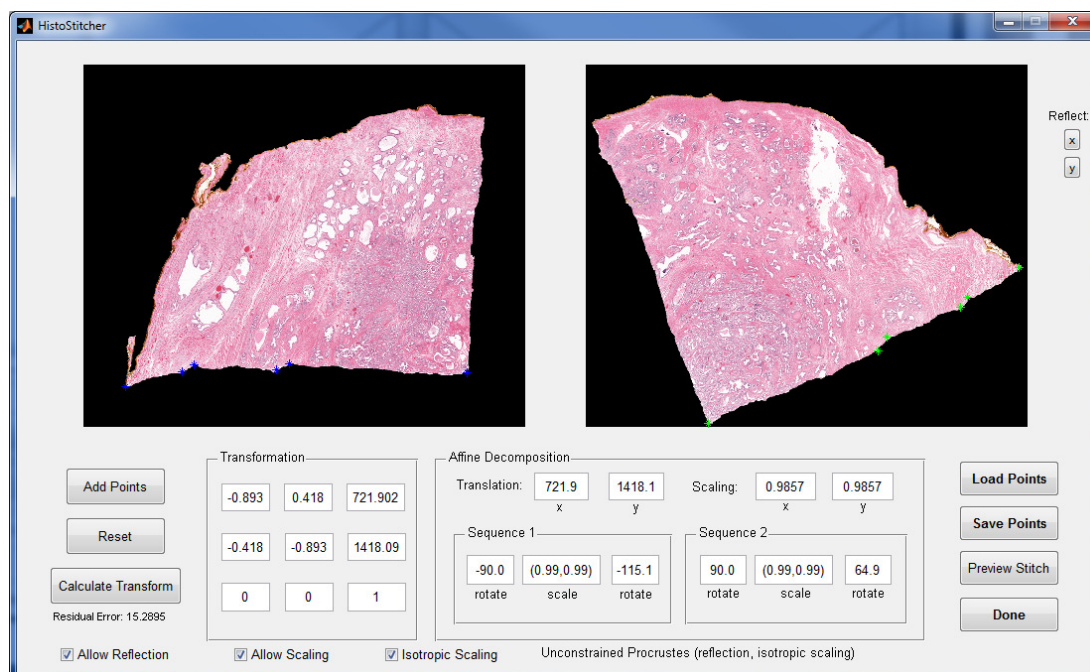 HistoStitcher
Reflect:
x
y
Transformation
-0.893 0.418 721.902
-0.418 -0.893 1418.09
0 0 1
Affine Decomposition
Translation: 721.9 1418.1 Scaling: 0.9857 0.9857
x y x y
Sequence 1
-90.0 (0.99,0.99) -115.1
rotate scale rotate
Sequence 2
90.0 (0.99,0.99) 64.9
rotate scale rotate
Add Points
Reset
Calculate Transform
Residual Error: 15.2895
Load Points
Save Points
Preview Stitch
Done
Allow Reflection
Allow Scaling
Isotropic Scaling
Unconstrained Procrustes (reflection, isotropic scaling)